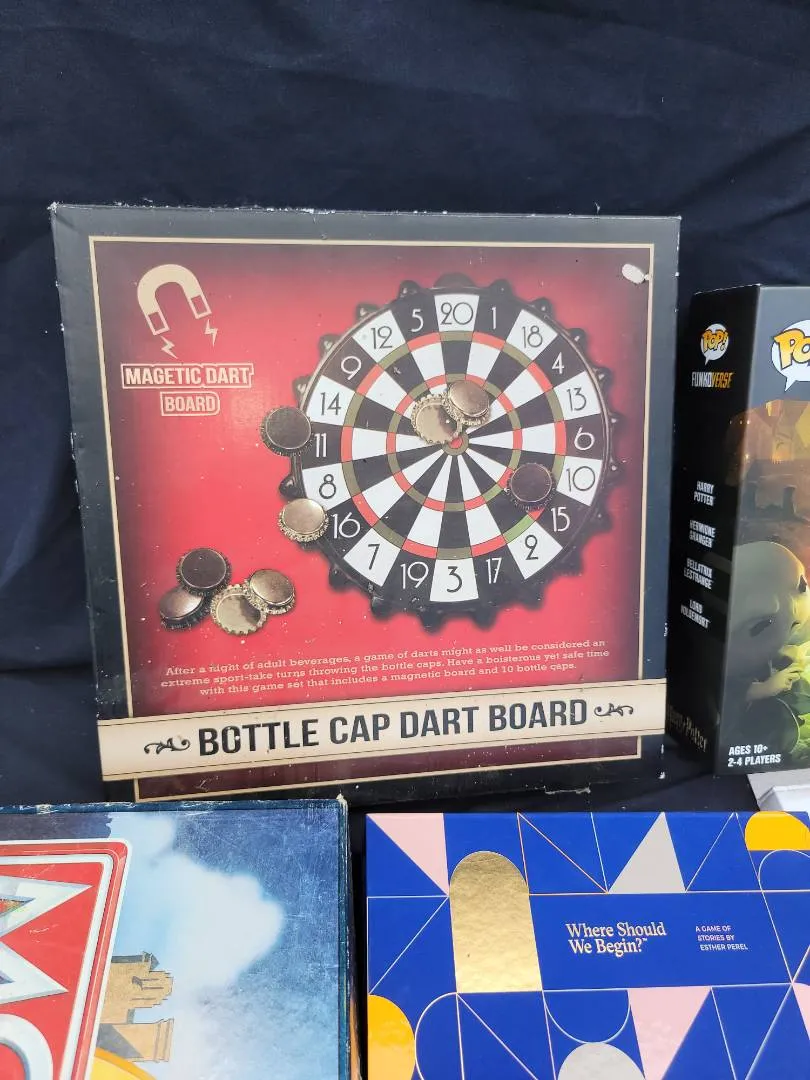 MAGETIC DART
BOARD
20
1
18
4
13
6
10
15
2
17
3
19
7
16
8
11
14
9
12
5
After a night of adult beverages, a game of darts might as well be considered an
extreme sport-take turns throwing the bottle caps. Have a boisterous yet safe time
with this game set that includes a magnetic board and 10 bottle caps.
BOTTLE CAP DART BOARD
POP!
FUNKOVERSE
HARRY
POTTER
HERMIONE
GRANGER
BELLATRIX
LESTRANGE
LORD
VOLDEMORT
Harry Potter
AGES 10+
2-4 PLAYERS
Where Should
We Begin?™
A GAME OF
STORIES BY
ESTHER PEREL